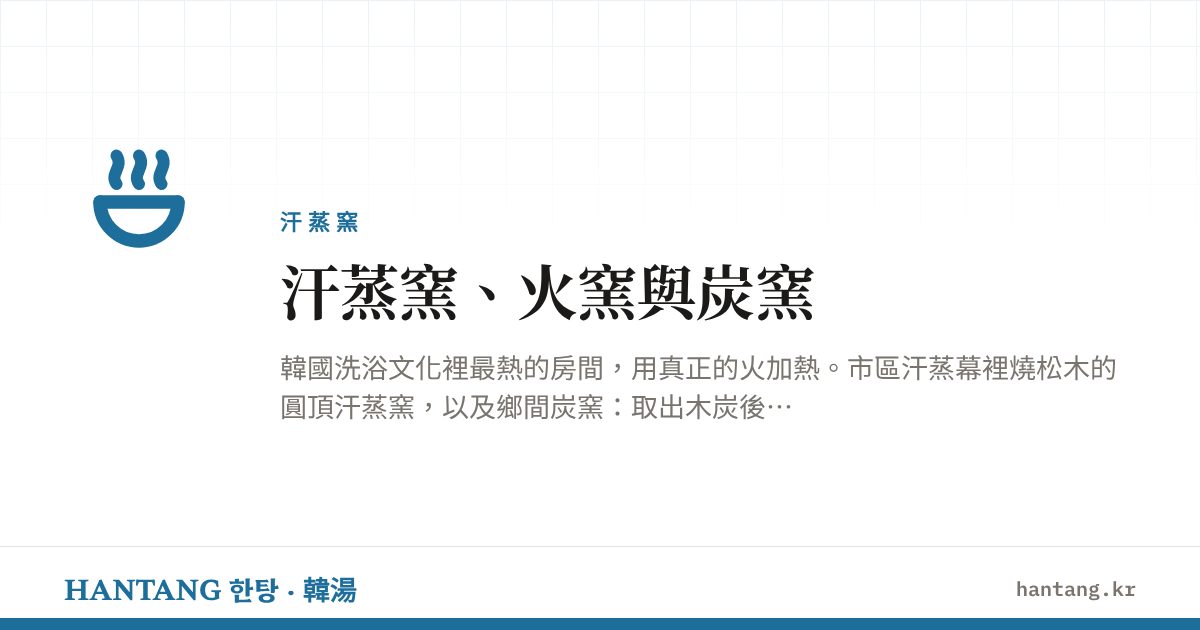 汗蒸窯
汗蒸窯、火窯與炭窯
韓國洗浴文化裡最熱的房間，用真正的火加熱。市區汗蒸幕裡燒松木的
圓頂汗蒸窯，以及鄉間炭窯：取出木炭後…
HANTANG 한탕 · 韓湯
hantang.kr